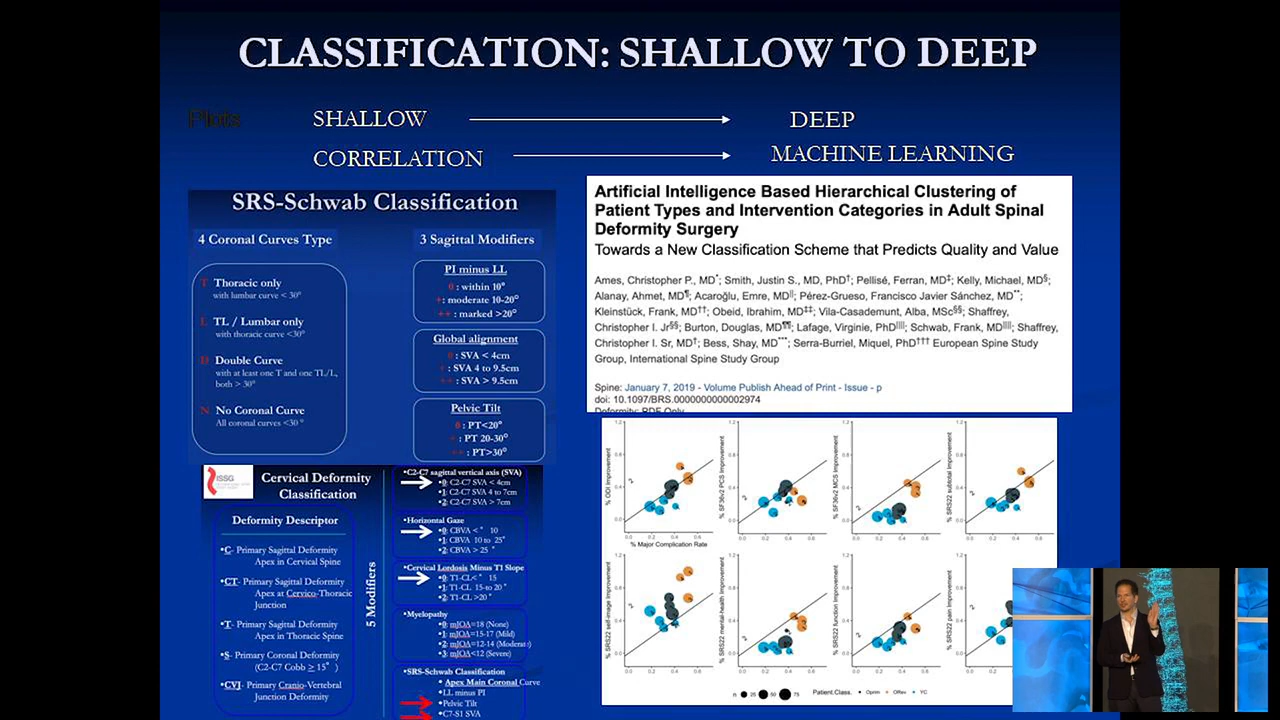 CLASSIFICATION: SHALLOW TO DEEP
Plots
SHALLOW
DEEP
CORRELATION
MACHINE LEARNING
SRS-Schwab Classification
4 Coronal Curves Type
T Thoracic only
with lumbar curve < 30°
L TL / Lumbar only
with thoracic curve <30°
D Double Curve
with at least one T and one TL/L,
both > 30°
N No Coronal Curve
All coronal curves <30 °
3 Sagittal Modifiers
PI minus LL
0 : within 10°
+: moderate 10-20°
++ : marked >20°
Global alignment
0 : SVA < 4cm
+ : SVA 4 to 9.5cm
++ : SVA > 9.5cm
Pelvic Tilt
0 : PT<20°
+ : PT 20-30°
++ : PT>30°
ISSG
Cervical Deformity
Classification
Deformity Descriptor
•C- Primary Sagittal Deformity
Apex in Cervical Spine
•CT- Primary Sagittal Deformity
Apex at Cervico-Thoracic
Junction
•T- Primary Sagittal Deformity
Apex in Thoracic Spine
•S- Primary Coronal Deformity
(C2-C7 Cobb ≥ 15° )
•CVJ- Primary Cranio-Vertebral
Junction Deformity
5 Modifiers
•C2-C7 sagittal vertical axis (SVA)
•0: C2-C7 SVA < 4cm
•1: C2-C7 SVA 4 to 7cm
•2: C2-C7 SVA > 7cm
•Horizontal Gaze
•0: CBVA < ° 10
•1: CBVA 10 to 25°
•2: CBVA > 25 °
•Cervical Lordosis Minus T1 Slope
•0: T1-CL< ° 15
•1: T1-CL 15-to 20 °
•2: T1-CL >20 °
•Myelopathy
•0: mJOA=18 (None)
•1: mJOA=15-17 (Mild)
•2: mJOA=12-14 (Moderate)
•3: mJOA<12 (Severe)
•SRS-Schwab Classification
• Apex Main Coronal Curve
•LL minus PI
•Pelvic Tilt
•C7-S1 SVA
Artificial Intelligence Based Hierarchical Clustering of
Patient Types and Intervention Categories in Adult Spinal
Deformity Surgery
Towards a New Classification Scheme that Predicts Quality and Value
Ames, Christopher P., MD*; Smith, Justin S., MD, PhD†; Pellisé, Ferran, MD‡; Kelly, Michael, MD§;
Alanay, Ahmet, MD¶; Acaroğlu, Emre, MD||; Pérez-Grueso, Francisco Javier Sánchez, MD**;
Kleinstück, Frank, MD††; Obeid, Ibrahim, MD‡‡; Vila-Casademunt, Alba, MSc§§; Shaffrey,
Christopher I. Jr§§; Burton, Douglas, MD¶¶; Lafage, Virginie, PhD||||; Schwab, Frank, MD||||; Shaffrey,
Christopher I. Sr, MD†; Bess, Shay, MD***; Serra-Burriel, Miquel, PhD††† European Spine Study
Group, International Spine Study Group
Spine: January 7, 2019 - Volume Publish Ahead of Print - Issue - p
doi: 10.1097/BRS.0000000000002974
Deformity: PDF Only
% ODI Improvement
% SF36v2 PCS Improvement
% SF36v2 MCS Improvement
% SRS22 subtotal Improvement
% Major Complication Rate
% SRS22 self-image Improvement
% SRS22 mental-health Improvement
% SRS22 function Improvement
% SRS22 pain Improvement
n 25 50 75 Patient.Class. Oprim ORev YC